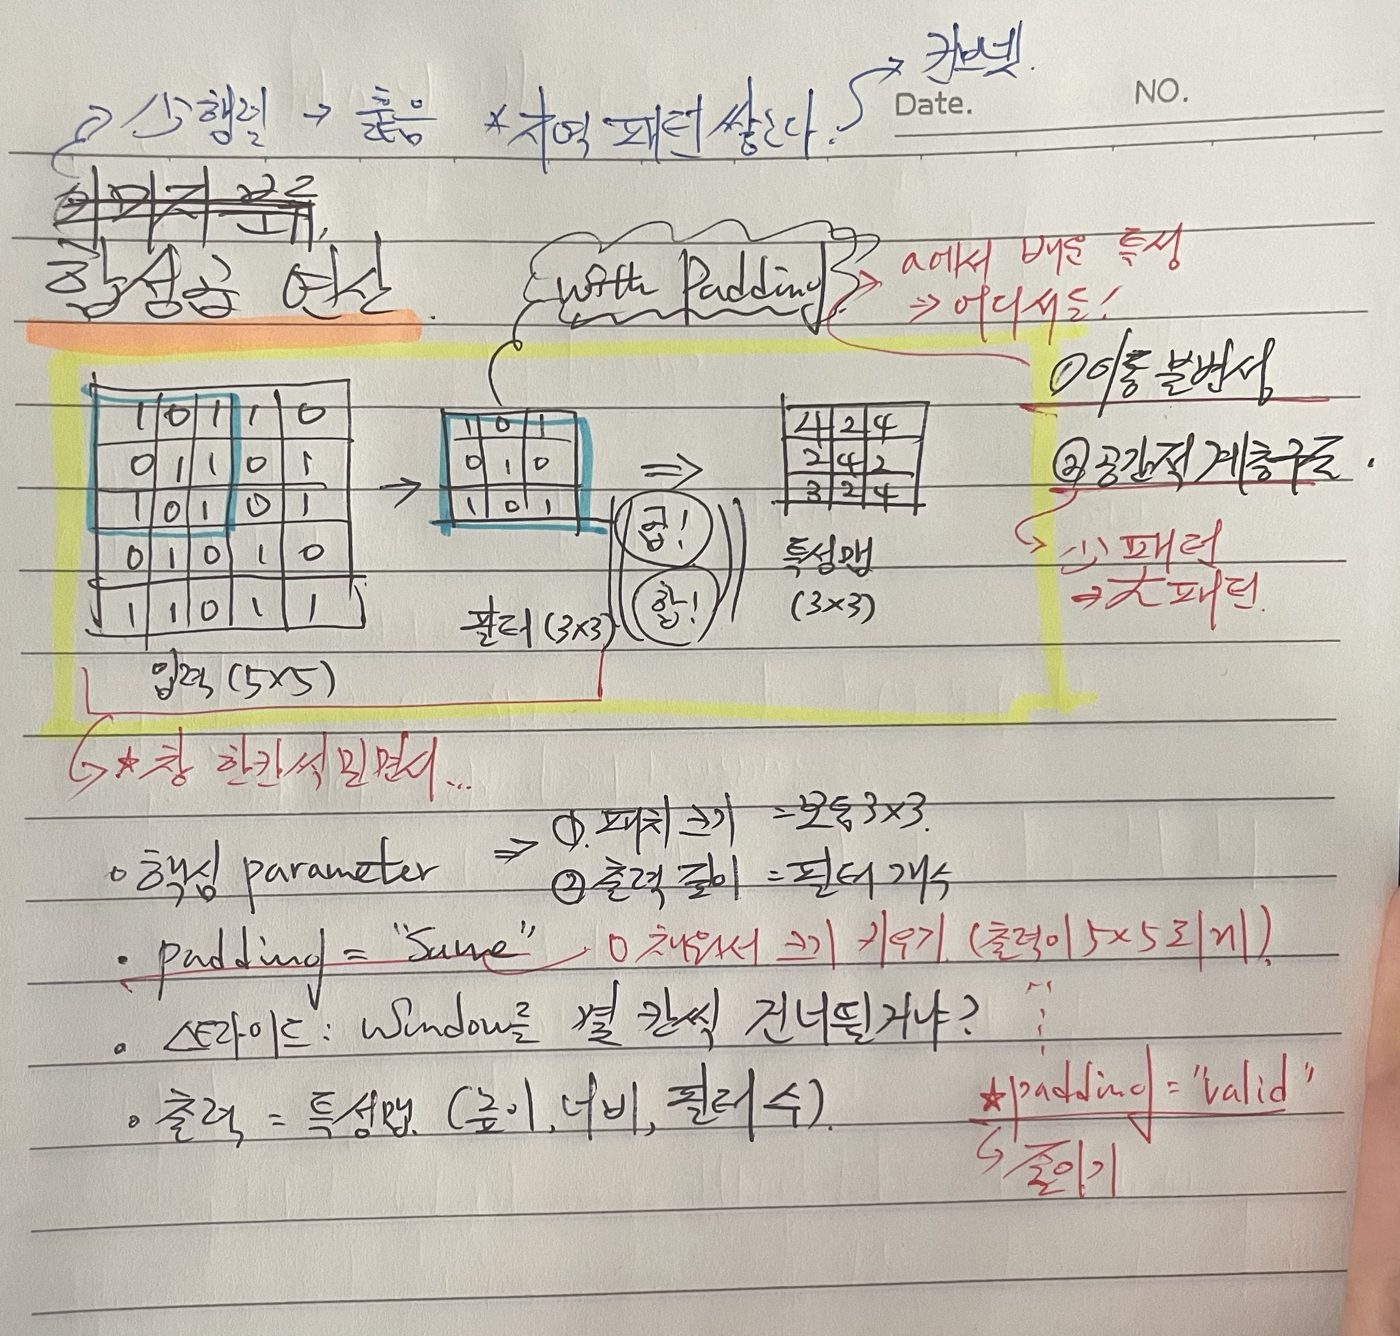 → 컨브넷.
Date. NO.
小 행렬 → 훑음 * 지역 패턴 쌓는다.
합성곱 연산.
with Padding
a에서 배운 특성
⇒ 어디서든!
① 이동 불변성
② 공간적 계층구조.
小 패턴
→ 大 패턴.
1 0 1 1 0
0 1 1 0 1
1 0 1 0 1
0 1 0 1 0
1 1 0 1 1
입력 (5×5)
→
1 0 1
0 1 0
1 0 1
필터 (3×3)
⇒
곱!
합!
4 2 4
2 4 2
3 2 4
특성맵
(3×3)
* 창 한칸씩 밀면서...
핵심 parameter ⇒ ① 패치 크기 = 보통 3×3.
② 출력 깊이 = 필터 개수
• padding = "Same" 0 채워서 크기 키우기 (출력이 5×5 되게).
• 스트라이드: window를 몇 칸씩 건너뛸거냐?
★ padding = "valid"
줄이기
• 출력 = 특성맵. (높이, 너비, 필터 수).